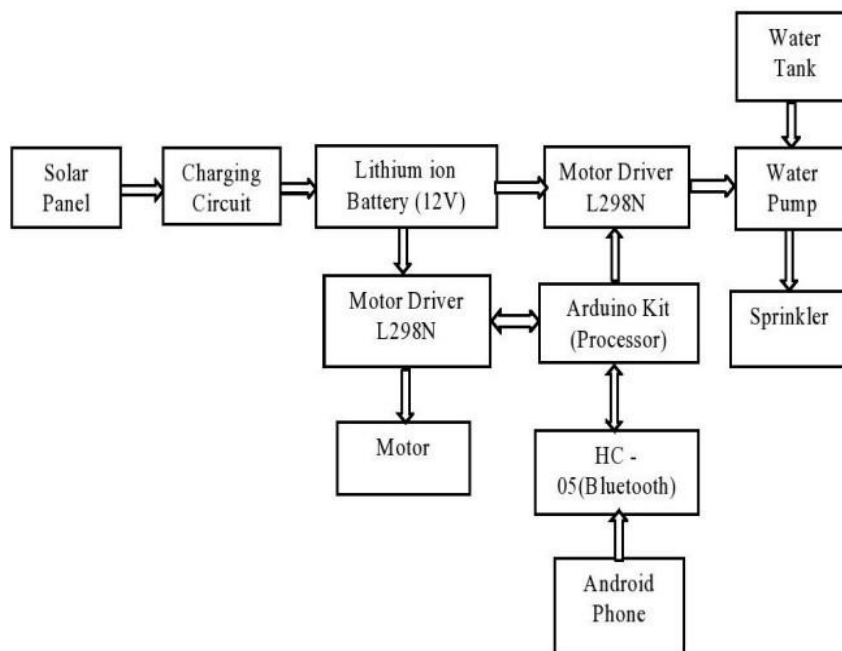 Water
Tank
Solar
Panel
Charging
Circuit
Lithium ion
Battery (12V)
Motor Driver
L298N
Water
Pump
Motor Driver
L298N
Arduino Kit
(Processor)
Sprinkler
Motor
HC -
05(Bluetooth)
Android
Phone